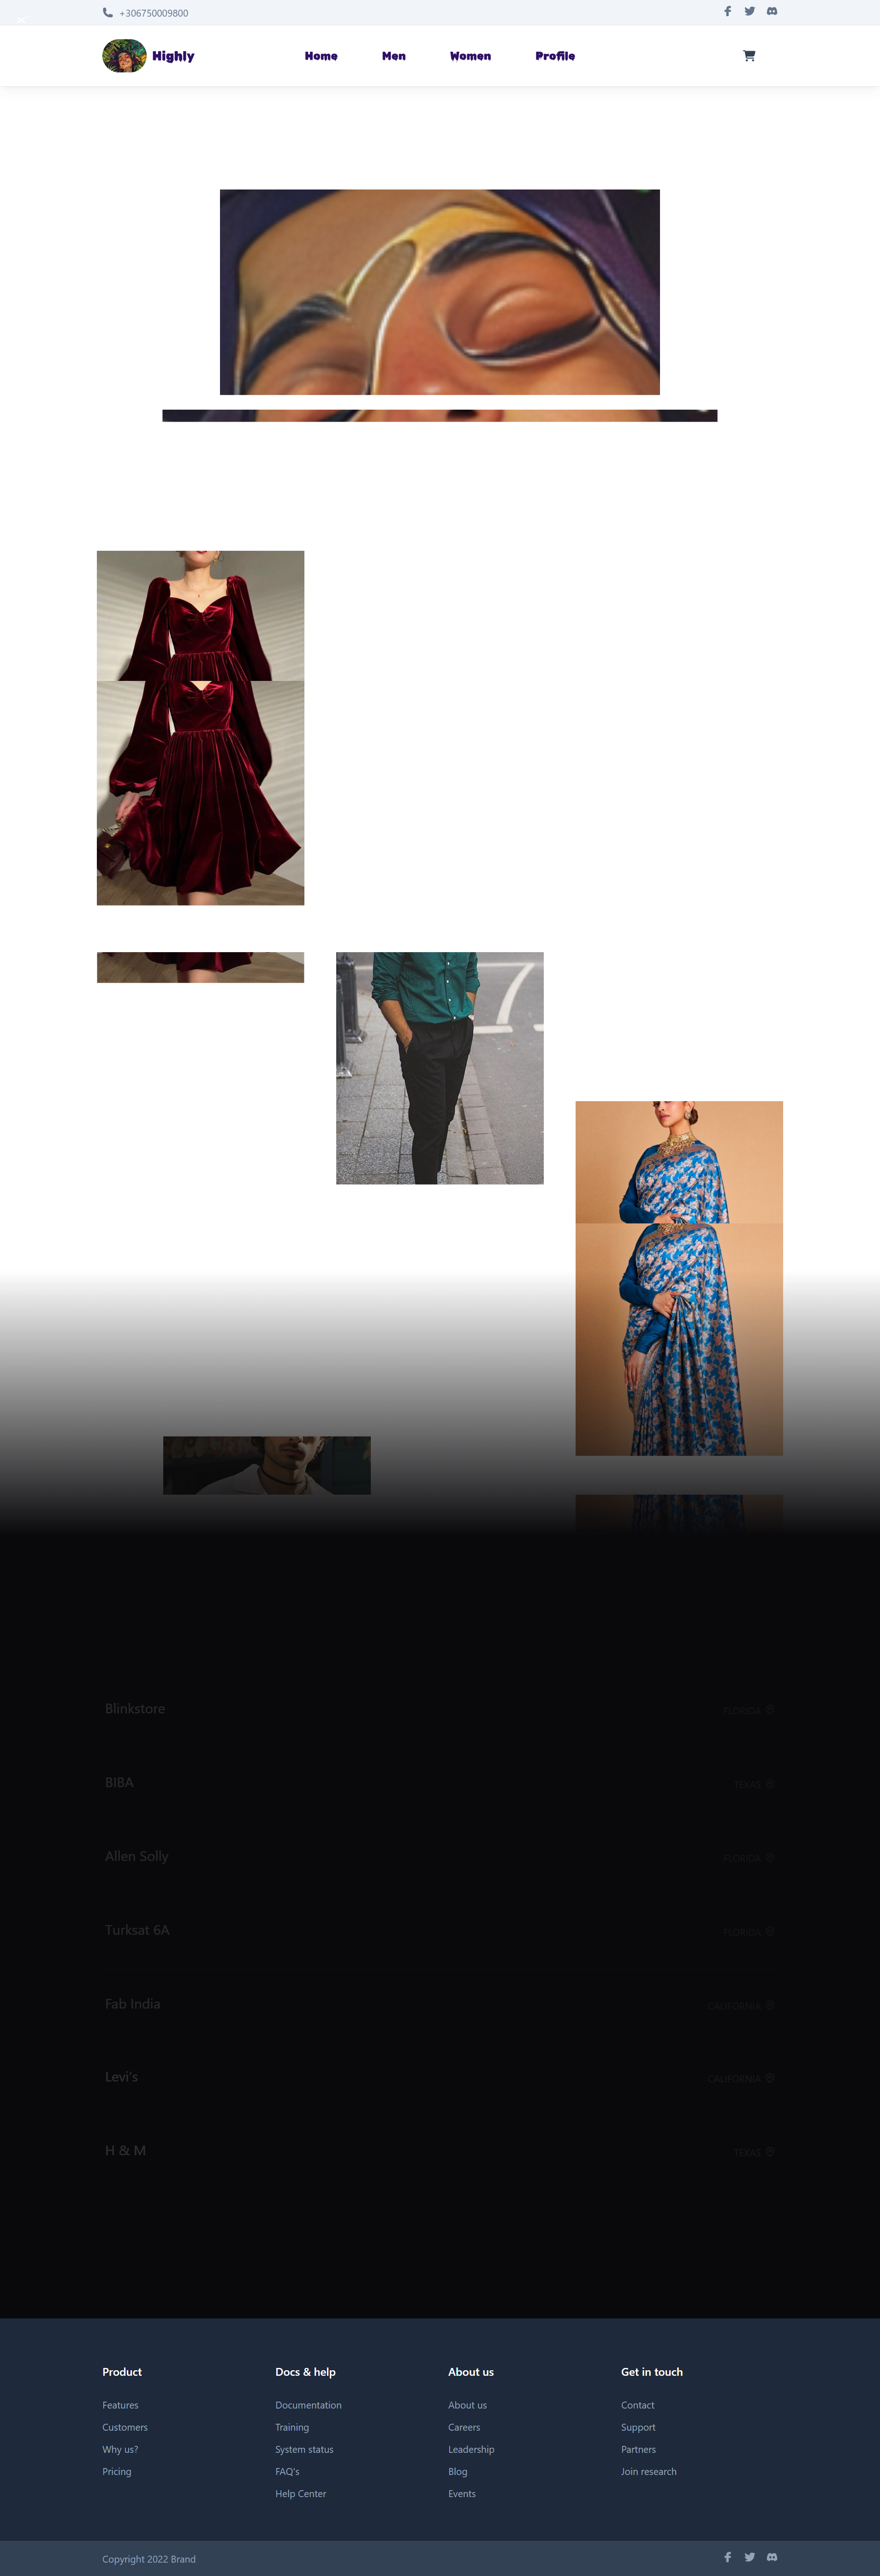 +306750009800
Highly
Home Men Women Profile
Blinkstore FLORIDA
BIBA TEXAS
Allen Solly FLORIDA
Turksat 6A FLORIDA
Fab India CALIFORNIA
Levi's CALIFORNIA
H & M TEXAS
Product Docs & help About us Get in touch
Features Documentation About us Contact
Customers Training Careers Support
Why us? System status Leadership Partners
Pricing FAQ's Blog Join research
Help Center Events
Copyright 2022 Brand